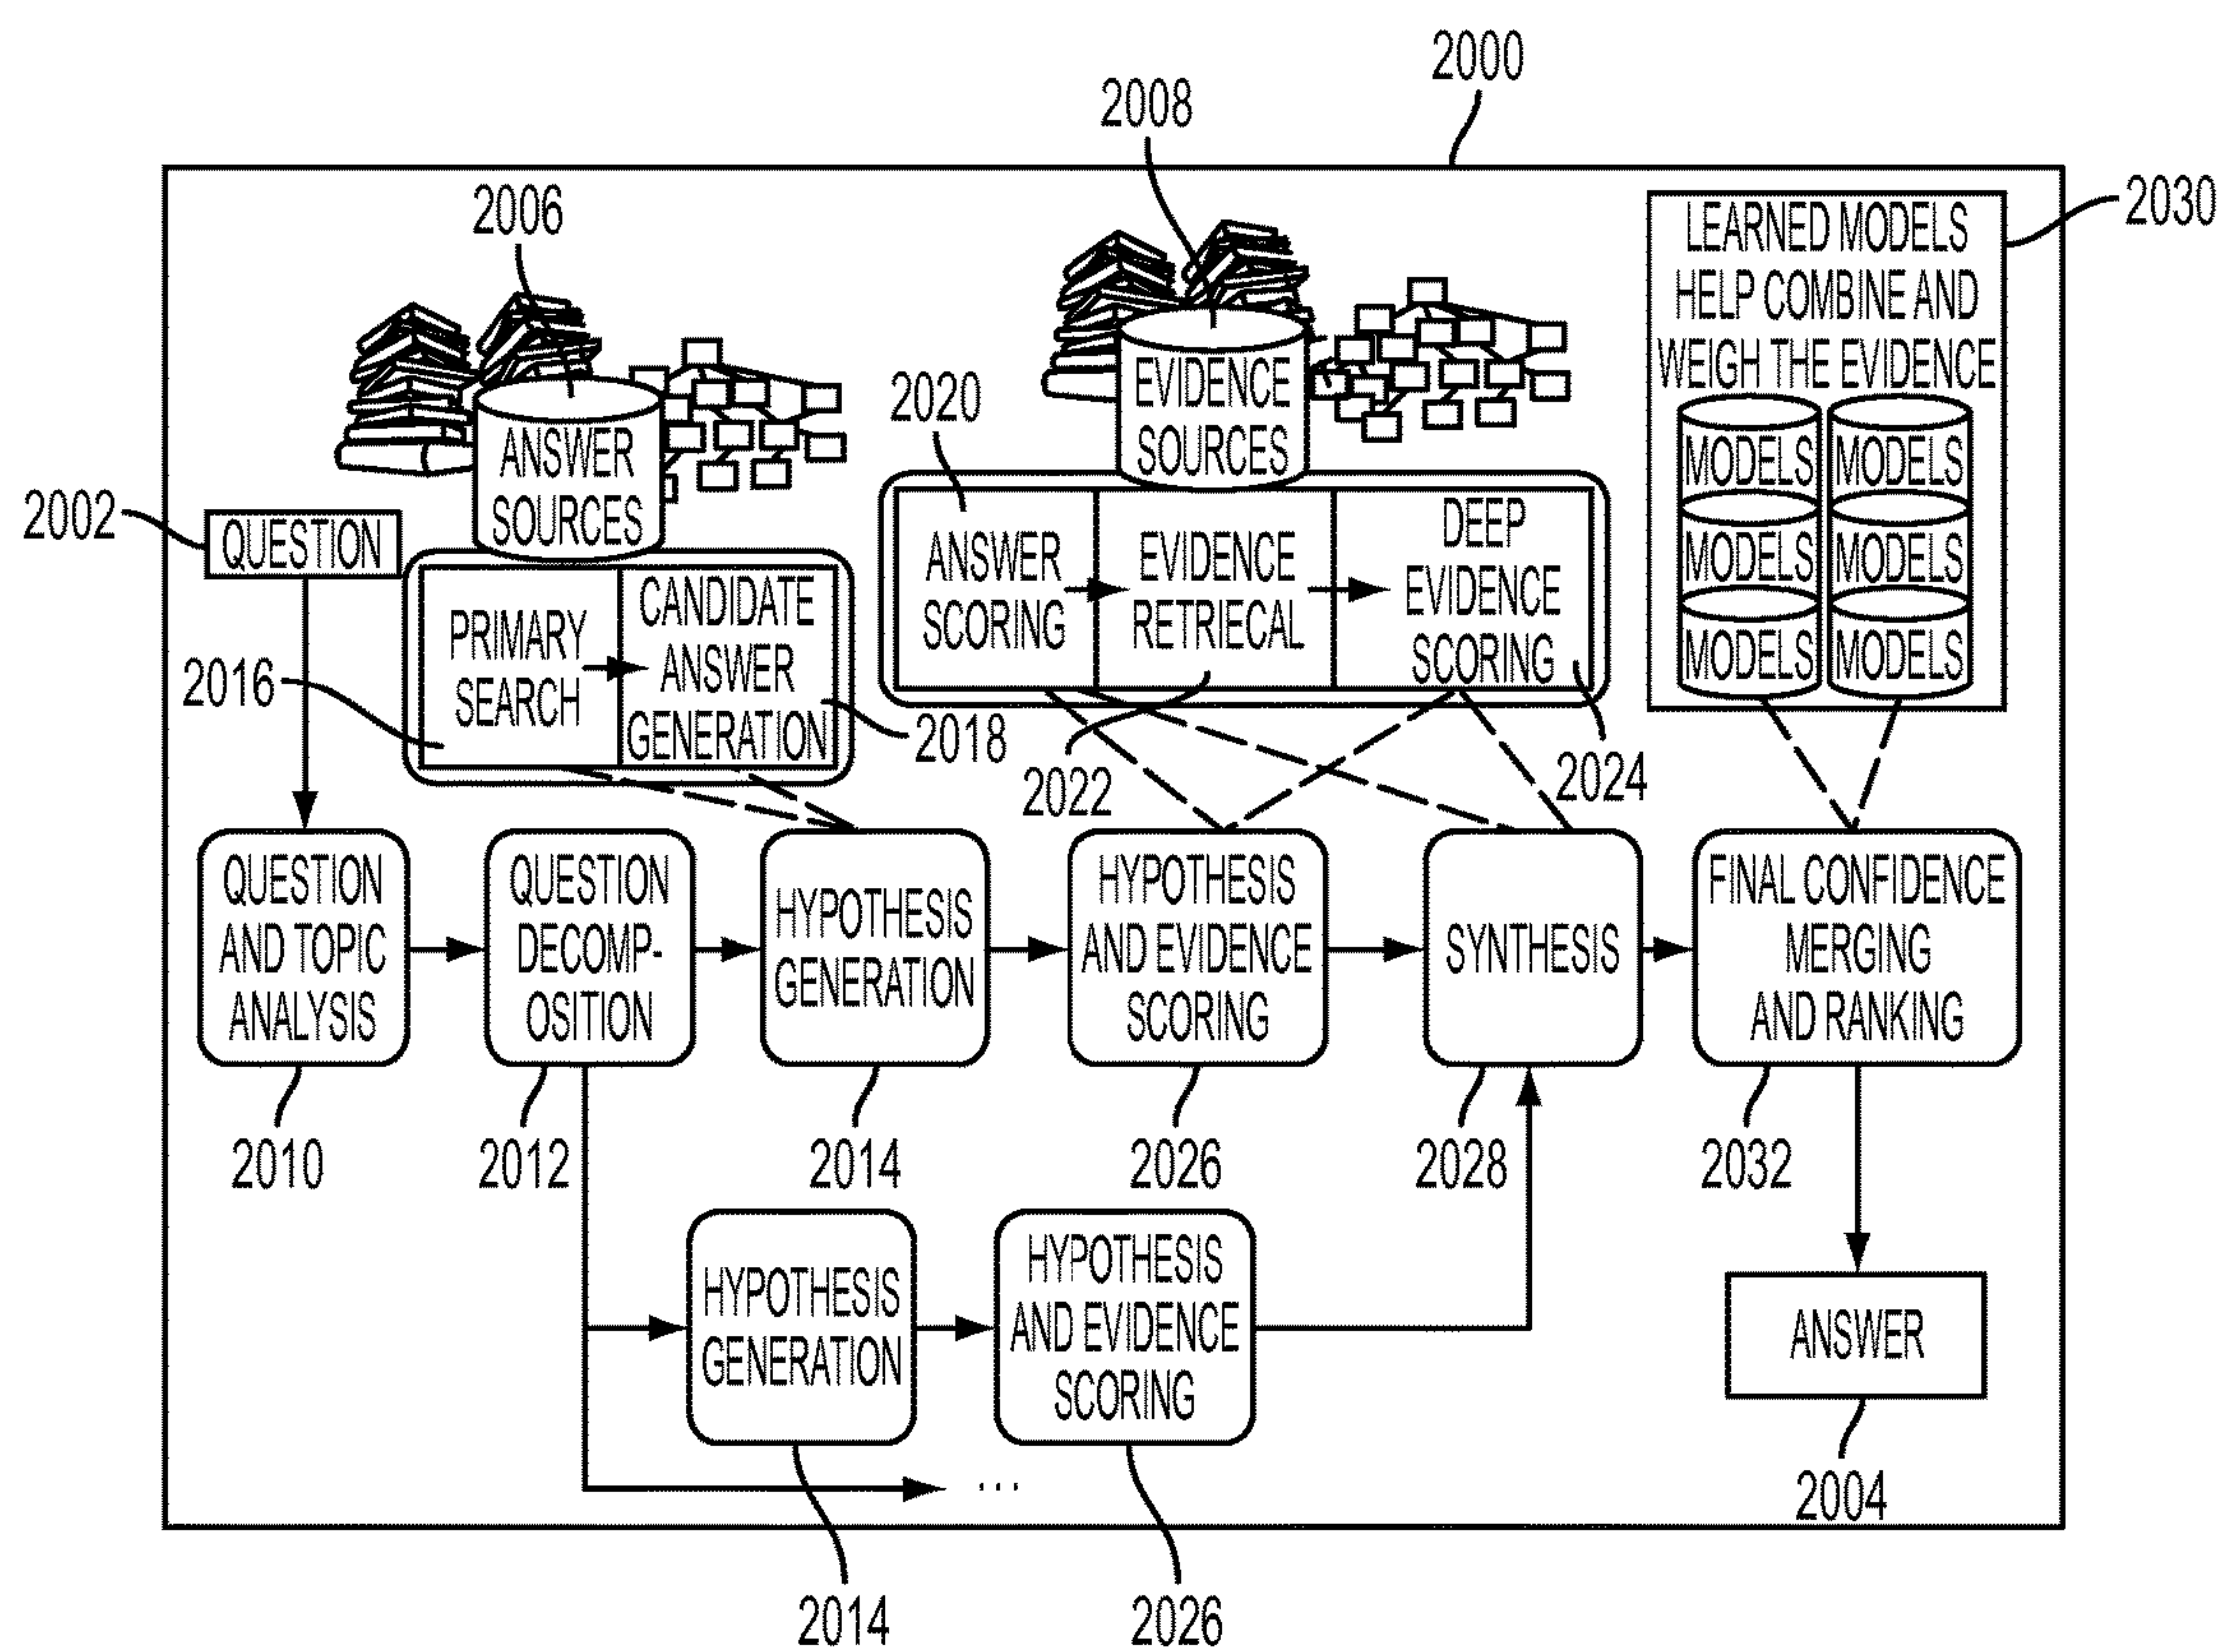 2000
2008
2006
2030
LEARNED MODELS
HELP COMBINE AND
WEIGH THE EVIDENCE
MODELS MODELS
MODELS MODELS
MODELS MODELS
2020
EVIDENCE
SOURCES
ANSWER
SOURCES
2002
QUESTION
PRIMARY
SEARCH
CANDIDATE
ANSWER
GENERATION
2016
2018
ANSWER
SCORING
EVIDENCE
RETRIECAL
DEEP
EVIDENCE
SCORING
2022
2024
QUESTION
AND TOPIC
ANALYSIS
QUESTION
DECOMP-
OSITION
HYPOTHESIS
GENERATION
HYPOTHESIS
AND EVIDENCE
SCORING
SYNTHESIS
FINAL CONFIDENCE
MERGING
AND RANKING
2010
2012
2014
2026
2028
2032
HYPOTHESIS
GENERATION
HYPOTHESIS
AND EVIDENCE
SCORING
ANSWER
...
2004
2014
2026